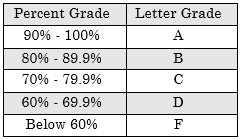 Percent Grade Letter Grade
90% - 100% A
80% - 89.9% B
70% - 79.9% C
60% - 69.9% D
Below 60% F